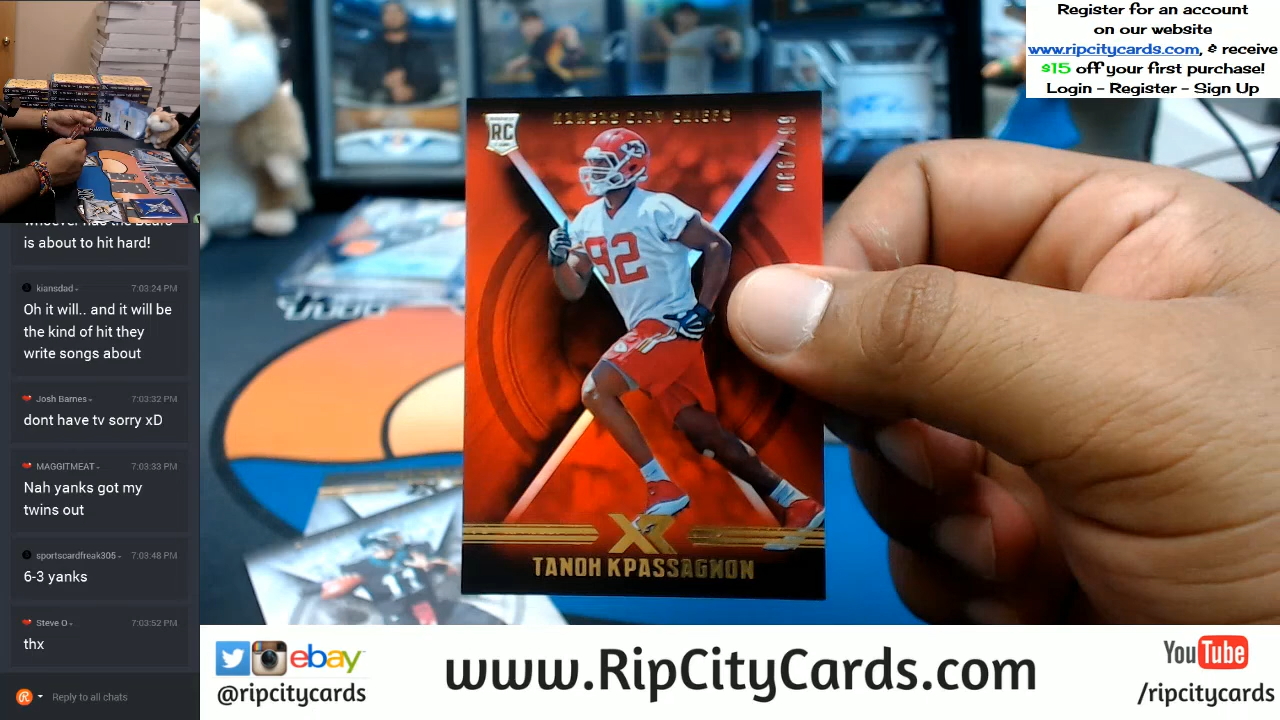 Register for an account
on our website
www.ripcitycards.com, & receive
$15 off your first purchase!
Login - Register - Sign Up
is about to hit hard!
kiansdad
7:03:24 PM
Oh it will.. and it will be
the kind of hit they
write songs about
Josh Barnes
7:03:32 PM
dont have tv sorry xD
MAGGITMEAT
7:03:33 PM
Nah yanks got my
twins out
sportscardfreak305
7:03:48 PM
6-3 yanks
Steve O
7:03:52 PM
thx
Reply to all chats
RC
KANSAS CITY CHIEFS
92
XR
TANOH KPASSAGNON
ebay
@ripcitycards
www.RipCityCards.com
YouTube
/ripcitycards